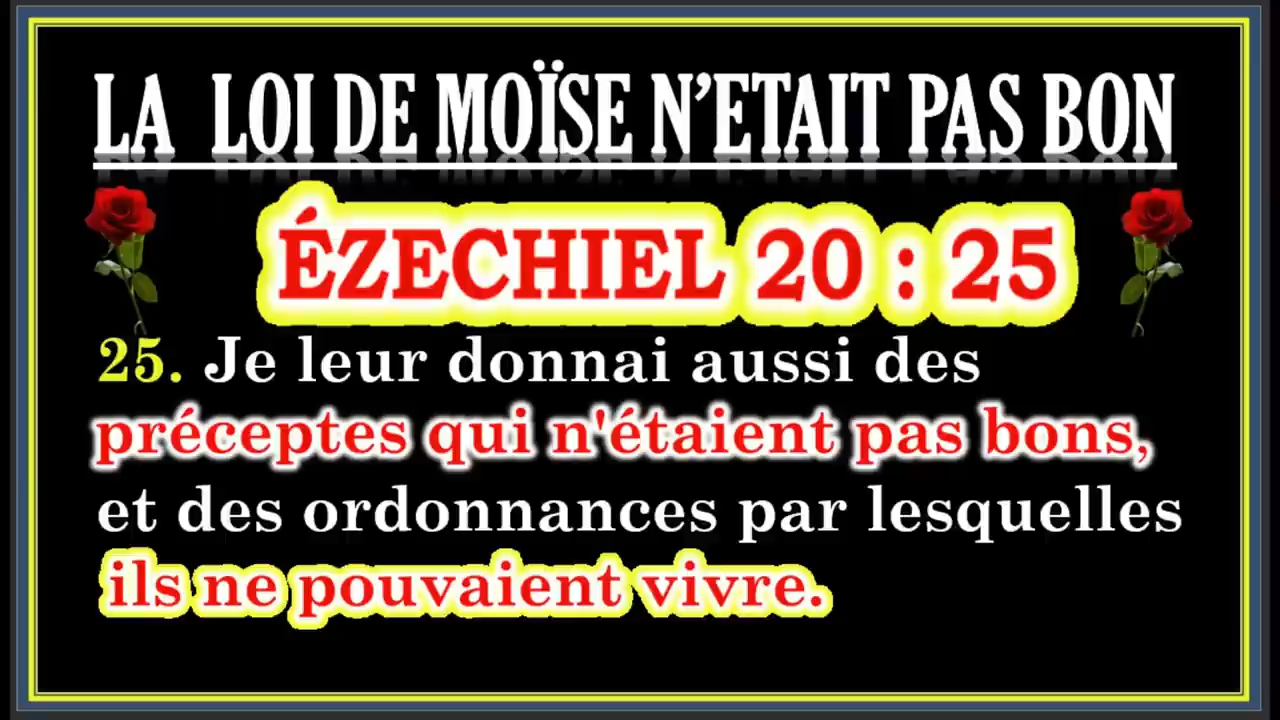 LA LOI DE MOÏSE N'ETAIT PAS BON
ÉZECHIEL 20 : 25
25. Je leur donnai aussi des
préceptes qui n'étaient pas bons,
et des ordonnances par lesquelles
ils ne pouvaient vivre.